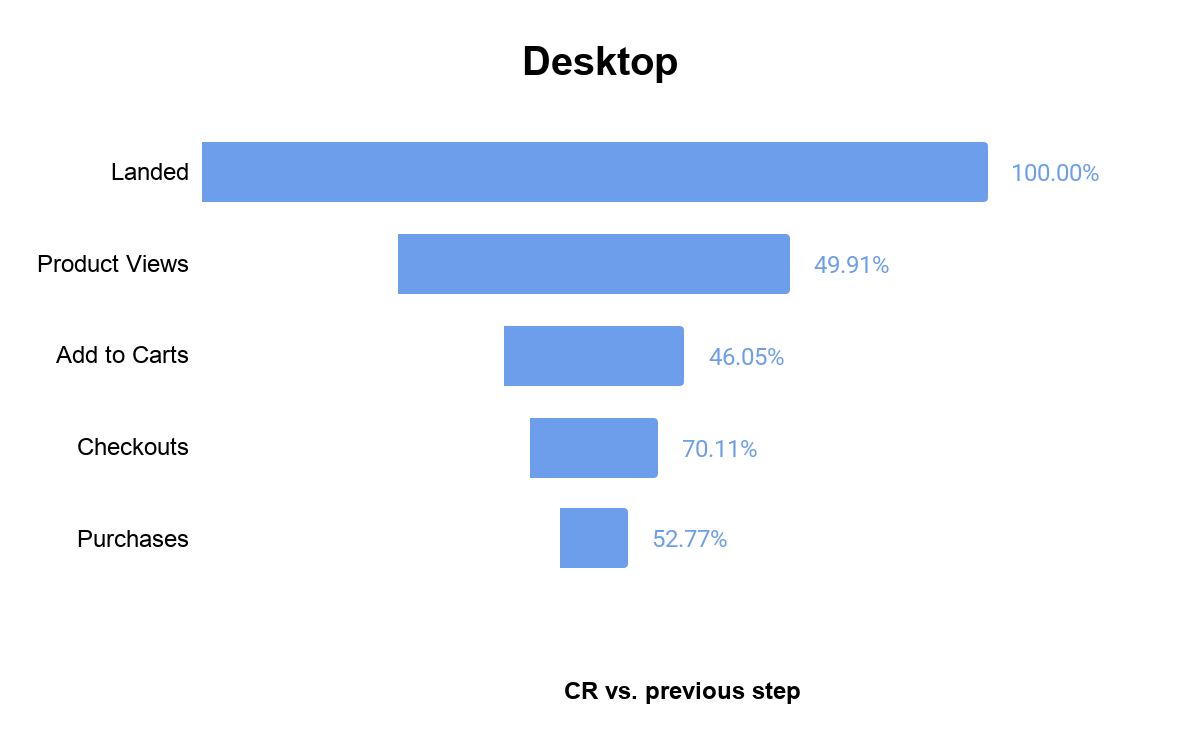 Desktop
Landed 100.00%
Product Views 49.91%
Add to Carts 46.05%
Checkouts 70.11%
Purchases 52.77%
CR vs. previous step